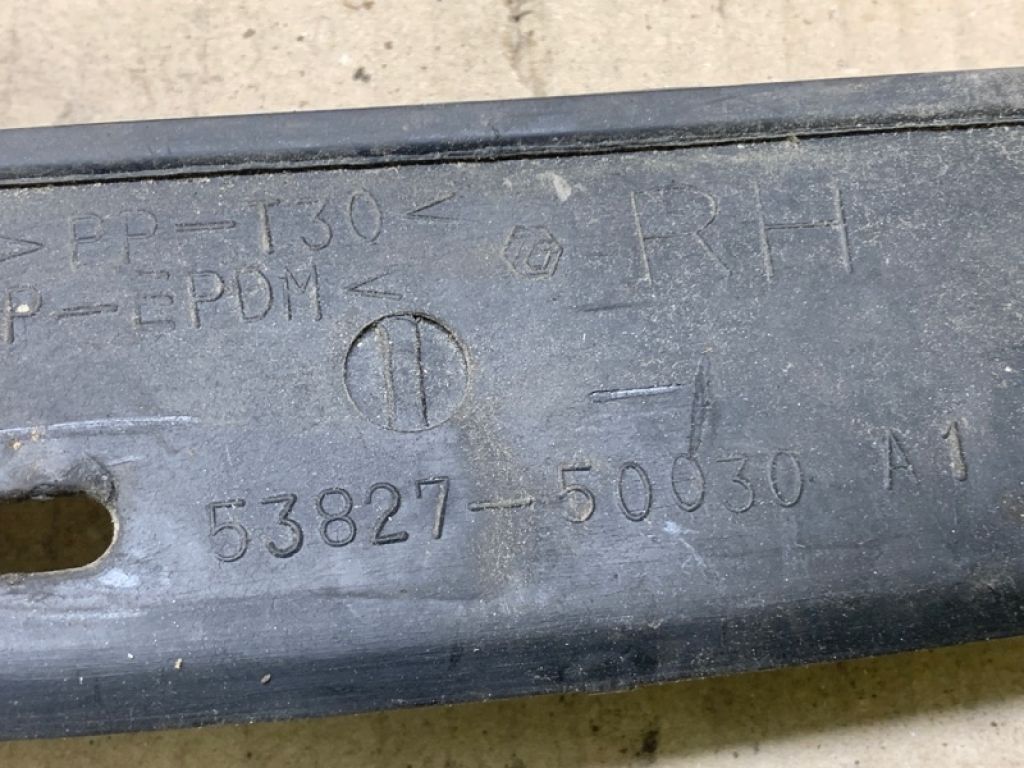 >PP-T30< RH
P-EPDM<
53827-50030 A1